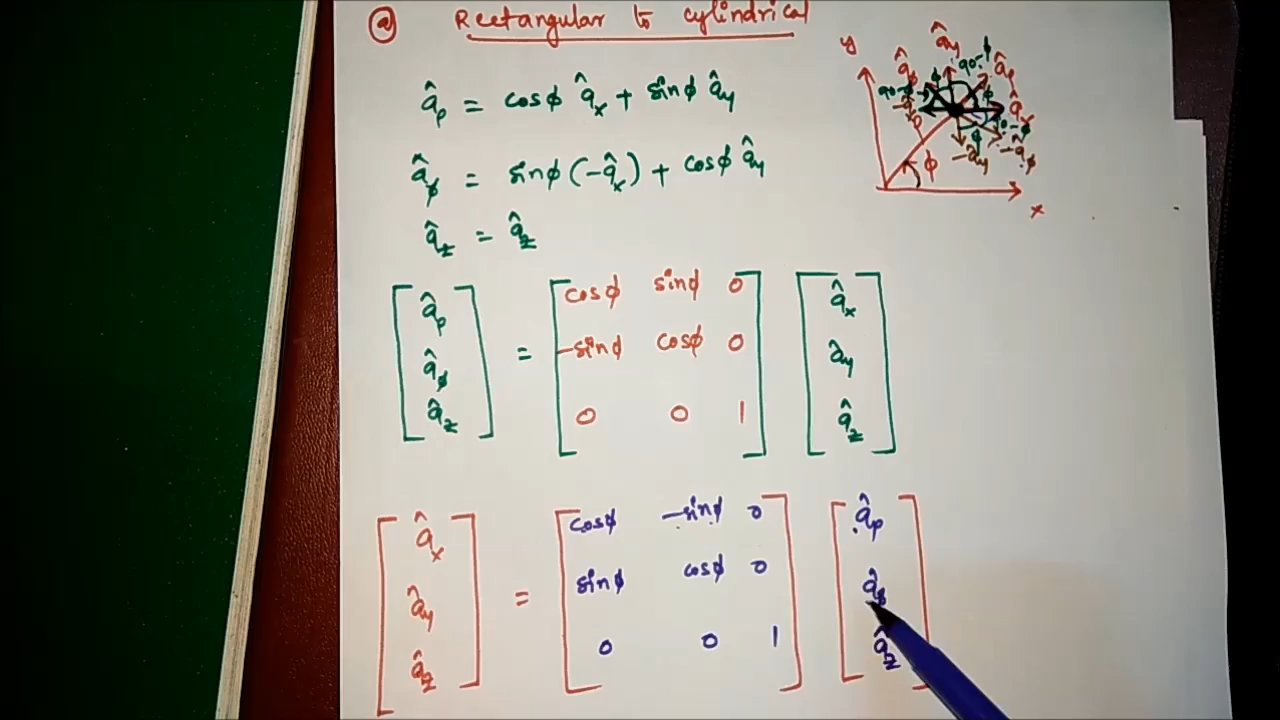 ⓐ Rectangular to cylindrical
âρ = cosϕ âx + sinϕ ây
âϕ = sinϕ (-âx) + cosϕ ây
âz = âz
y
x
ϕ
[ âρ ] = [ cosϕ sinϕ 0 ] [ âx ]
[ âϕ ] [ -sinϕ cosϕ 0 ] [ ây ]
[ âz ] [ 0 0 1 ] [ âz ]
[ âx ] = [ cosϕ -sinϕ 0 ] [ âρ ]
[ ây ] [ sinϕ cosϕ 0 ] [ âϕ ]
[ âz ] [ 0 0 1 ] [ âz ]